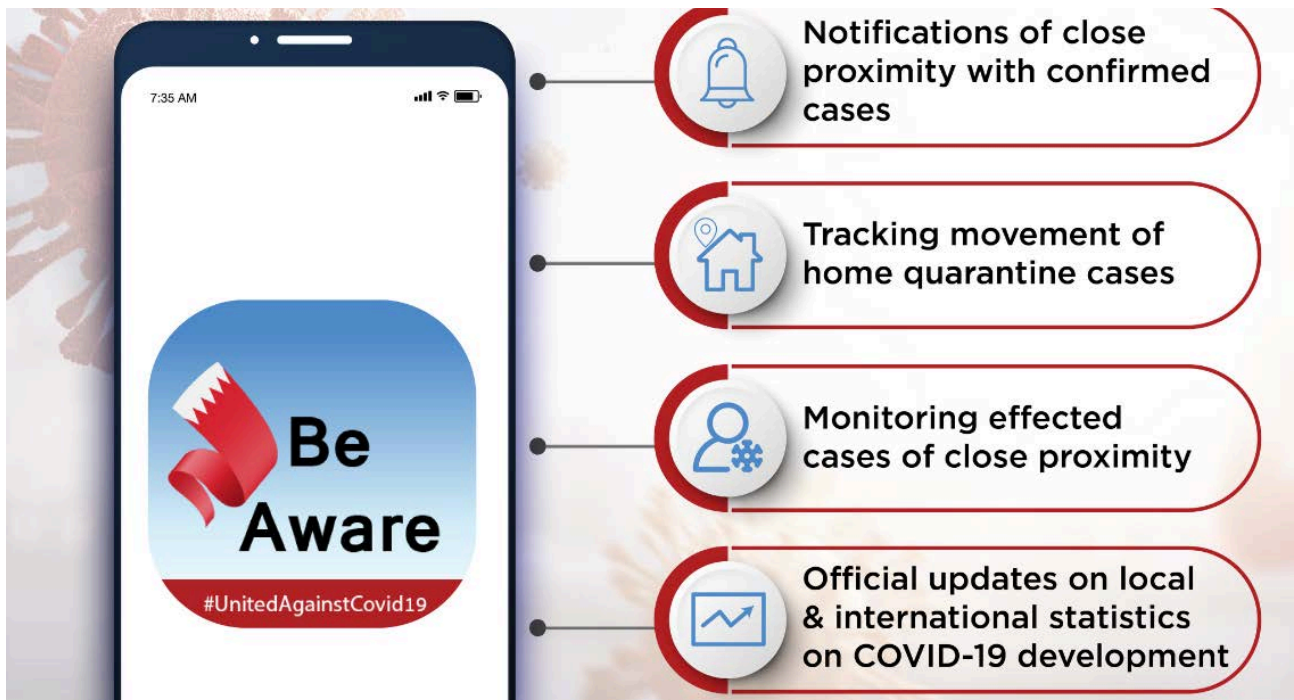 7:35 AM
Be
Aware
#UnitedAgainstCovid19
Notifications of close
proximity with confirmed
cases
Tracking movement of
home quarantine cases
Monitoring effected
cases of close proximity
Official updates on local
& international statistics
on COVID-19 development